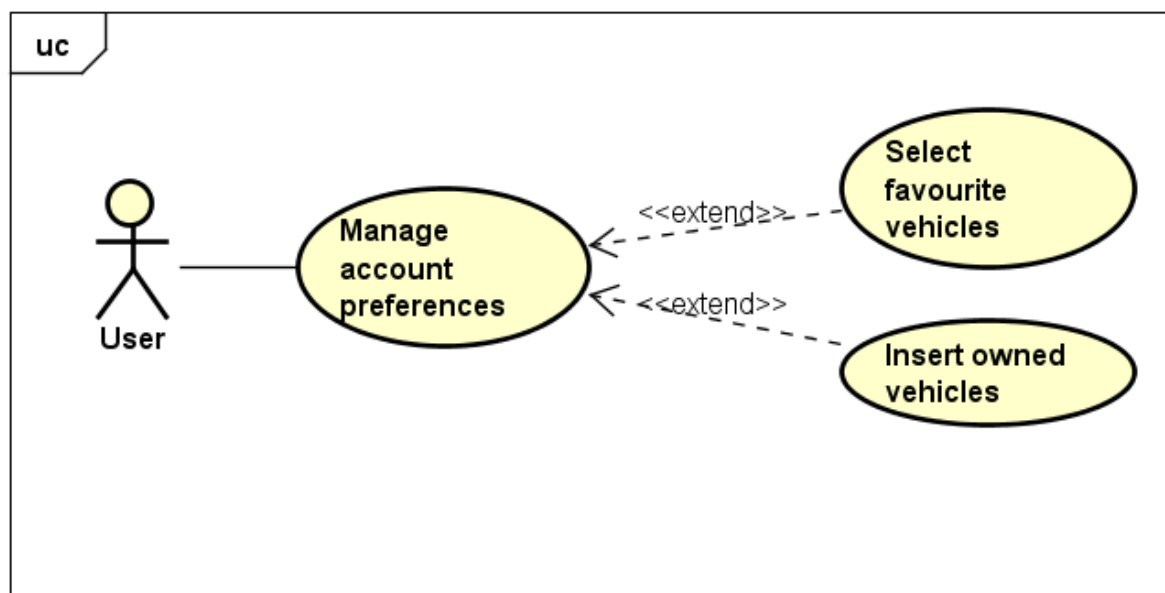 uc
User
Manage
account
preferences
<<extend>>
<<extend>>
Select
favourite
vehicles
Insert owned
vehicles